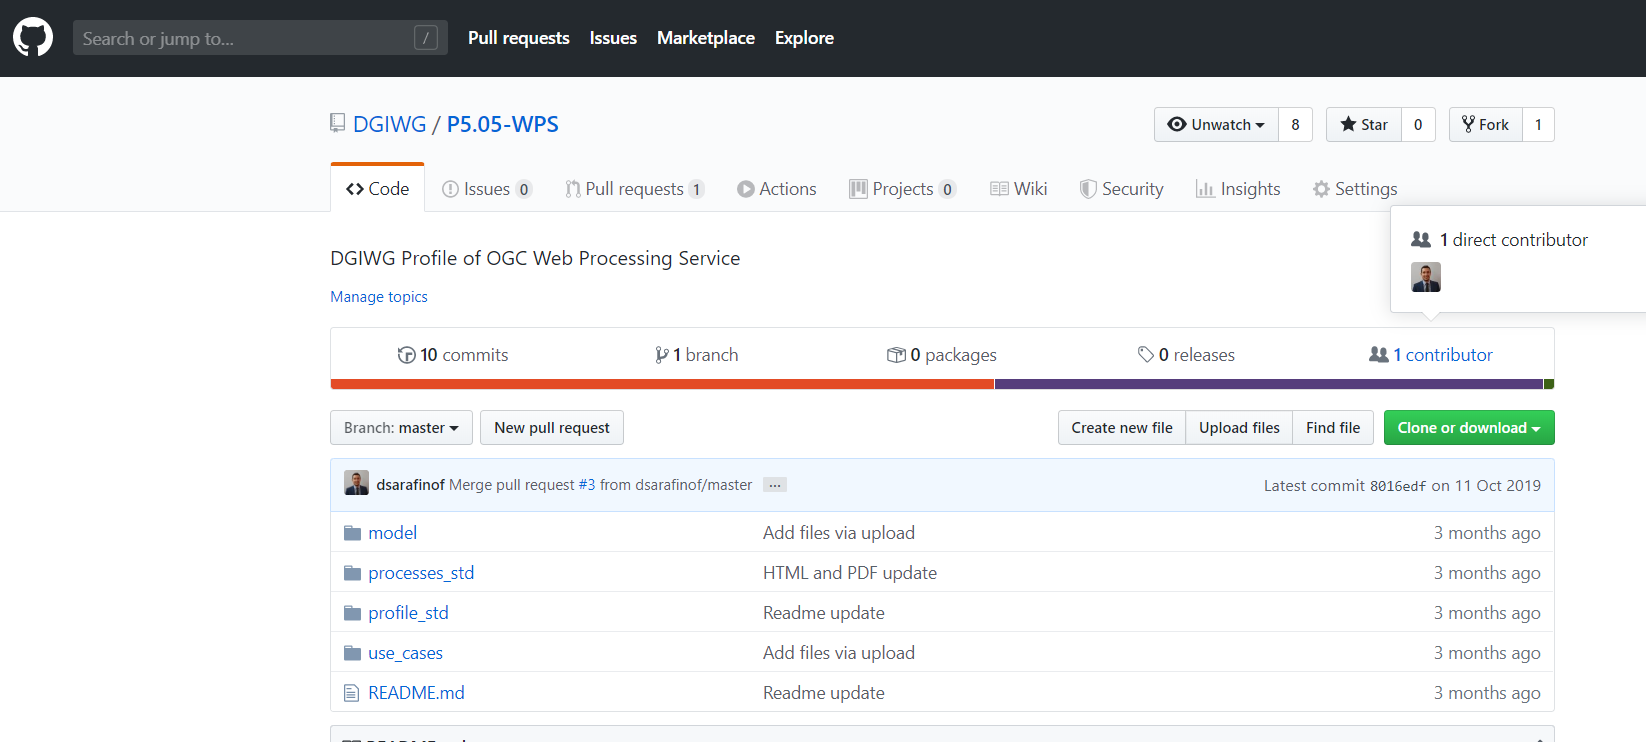 Search or jump to... / Pull requests Issues Marketplace Explore
DGIWG / P5.05-WPS Unwatch 8 Star 0 Fork 1
Code Issues 0 Pull requests 1 Actions Projects 0 Wiki Security Insights Settings
1 direct contributor
DGIWG Profile of OGC Web Processing Service
Manage topics
10 commits 1 branch 0 packages 0 releases 1 contributor
Branch: master New pull request Create new file Upload files Find file Clone or download
dsarafinof Merge pull request #3 from dsarafinof/master ... Latest commit 8016edf on 11 Oct 2019
model Add files via upload 3 months ago
processes_std HTML and PDF update 3 months ago
profile_std Readme update 3 months ago
use_cases Add files via upload 3 months ago
README.md Readme update 3 months ago